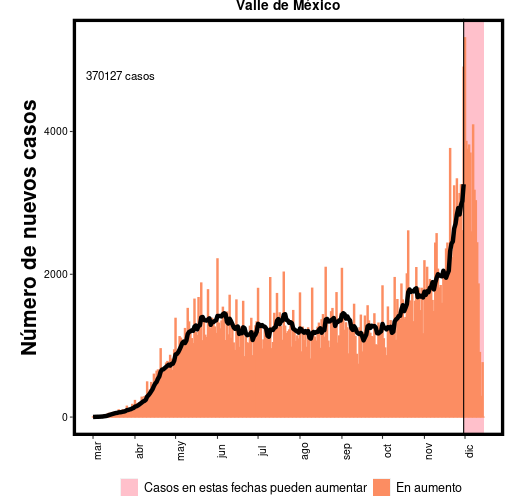 Valle de México
370127 casos
Número de nuevos casos
4000
2000
0
mar abr may jun jul ago sep oct nov dic
Casos en estas fechas pueden aumentar En aumento